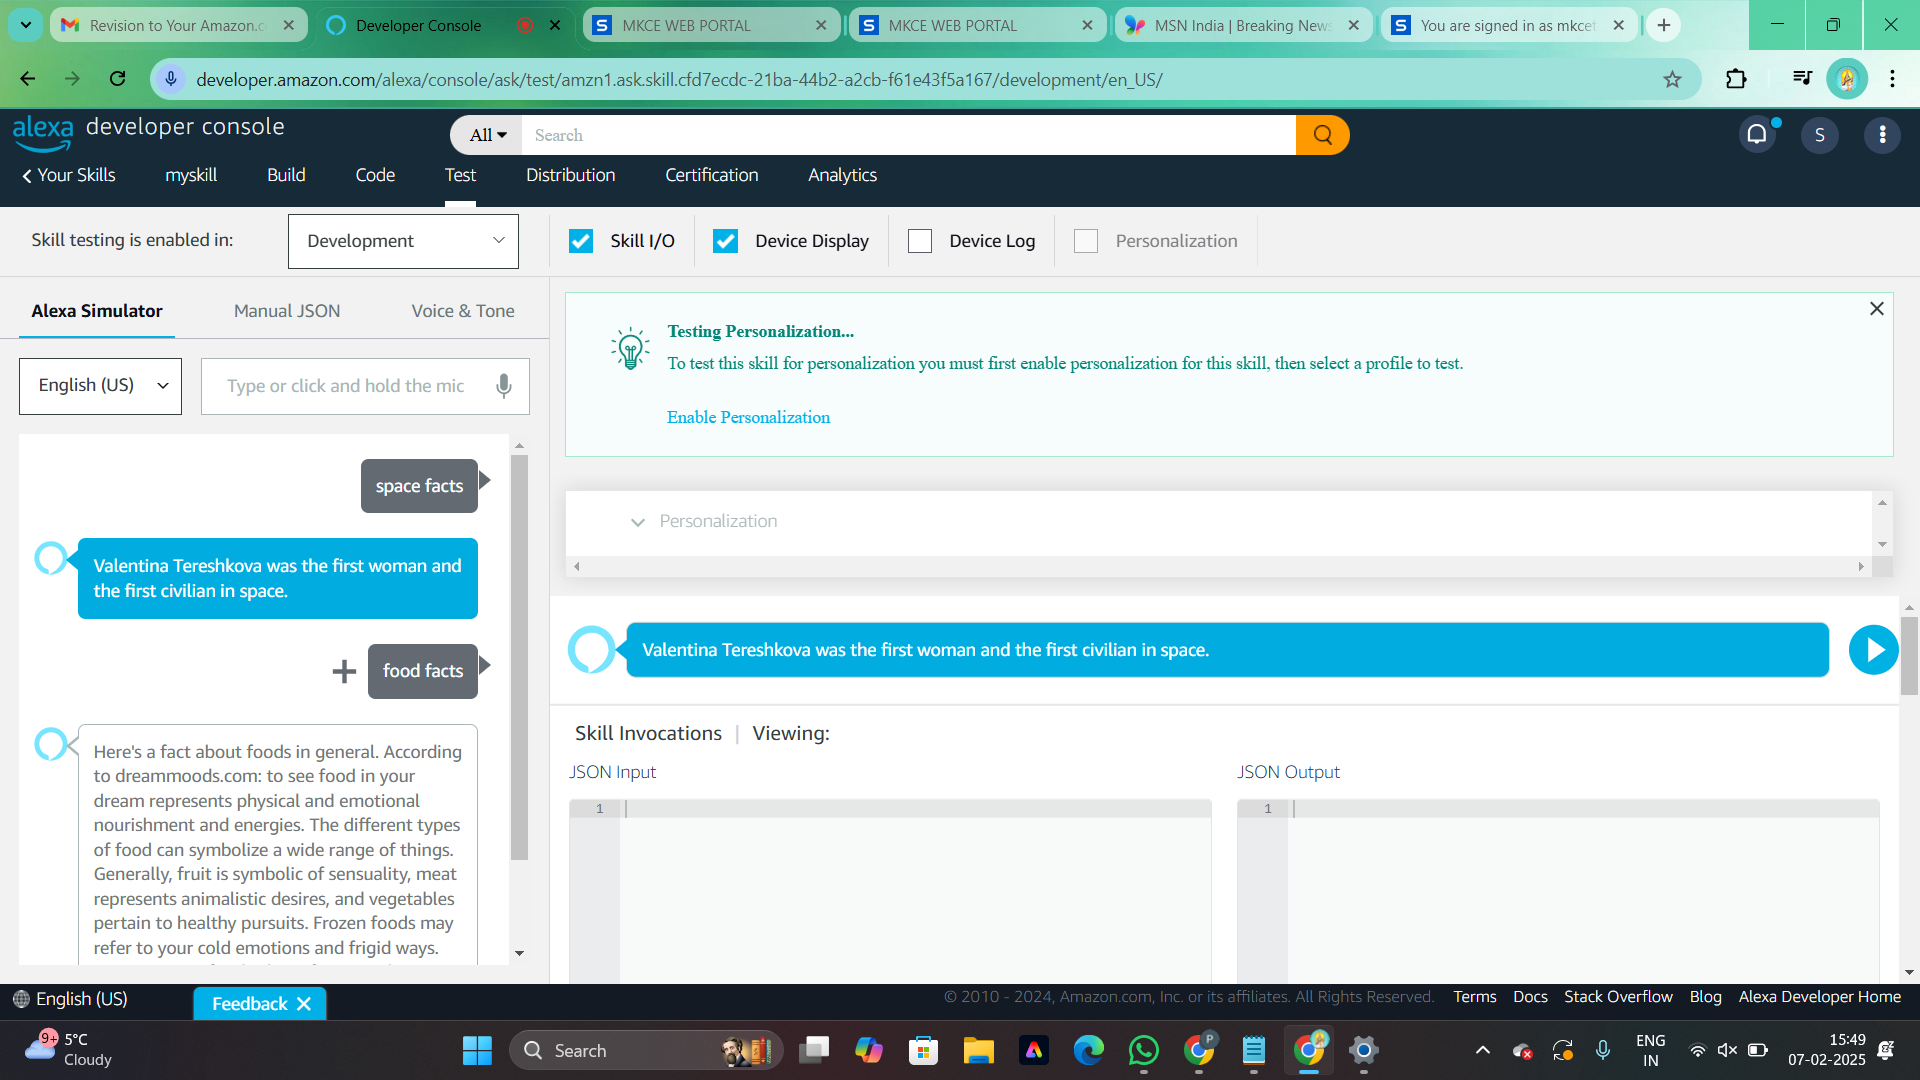 Revision to Your Amazon.c
Developer Console
MKCE WEB PORTAL
MKCE WEB PORTAL
MSN India | Breaking News
You are signed in as mkcet
developer.amazon.com/alexa/console/ask/test/amzn1.ask.skill.cfd7ecdc-21ba-44b2-a2cb-f61e43f5a167/development/en_US/
alexa developer console
All
Search
S
Your Skills
myskill
Build
Code
Test
Distribution
Certification
Analytics
Skill testing is enabled in:
Development
Skill I/O
Device Display
Device Log
Personalization
Alexa Simulator
Manual JSON
Voice & Tone
English (US)
Type or click and hold the mic
space facts
Valentina Tereshkova was the first woman and
the first civilian in space.
food facts
Here's a fact about foods in general. According
to dreammoods.com: to see food in your
dream represents physical and emotional
nourishment and energies. The different types
of food can symbolize a wide range of things.
Generally, fruit is symbolic of sensuality, meat
represents animalistic desires, and vegetables
pertain to healthy pursuits. Frozen foods may
refer to your cold emotions and frigid ways.
Testing Personalization...
To test this skill for personalization you must first enable personalization for this skill, then select a profile to test.
Enable Personalization
Personalization
Valentina Tereshkova was the first woman and the first civilian in space.
Skill Invocations | Viewing:
JSON Input
JSON Output
1
1
English (US)
Feedback
© 2010 - 2024, Amazon.com, Inc. or its affiliates. All Rights Reserved.
Terms
Docs
Stack Overflow
Blog
Alexa Developer Home
9+
5°C
Cloudy
Search
P
ENG
IN
15:49
07-02-2025